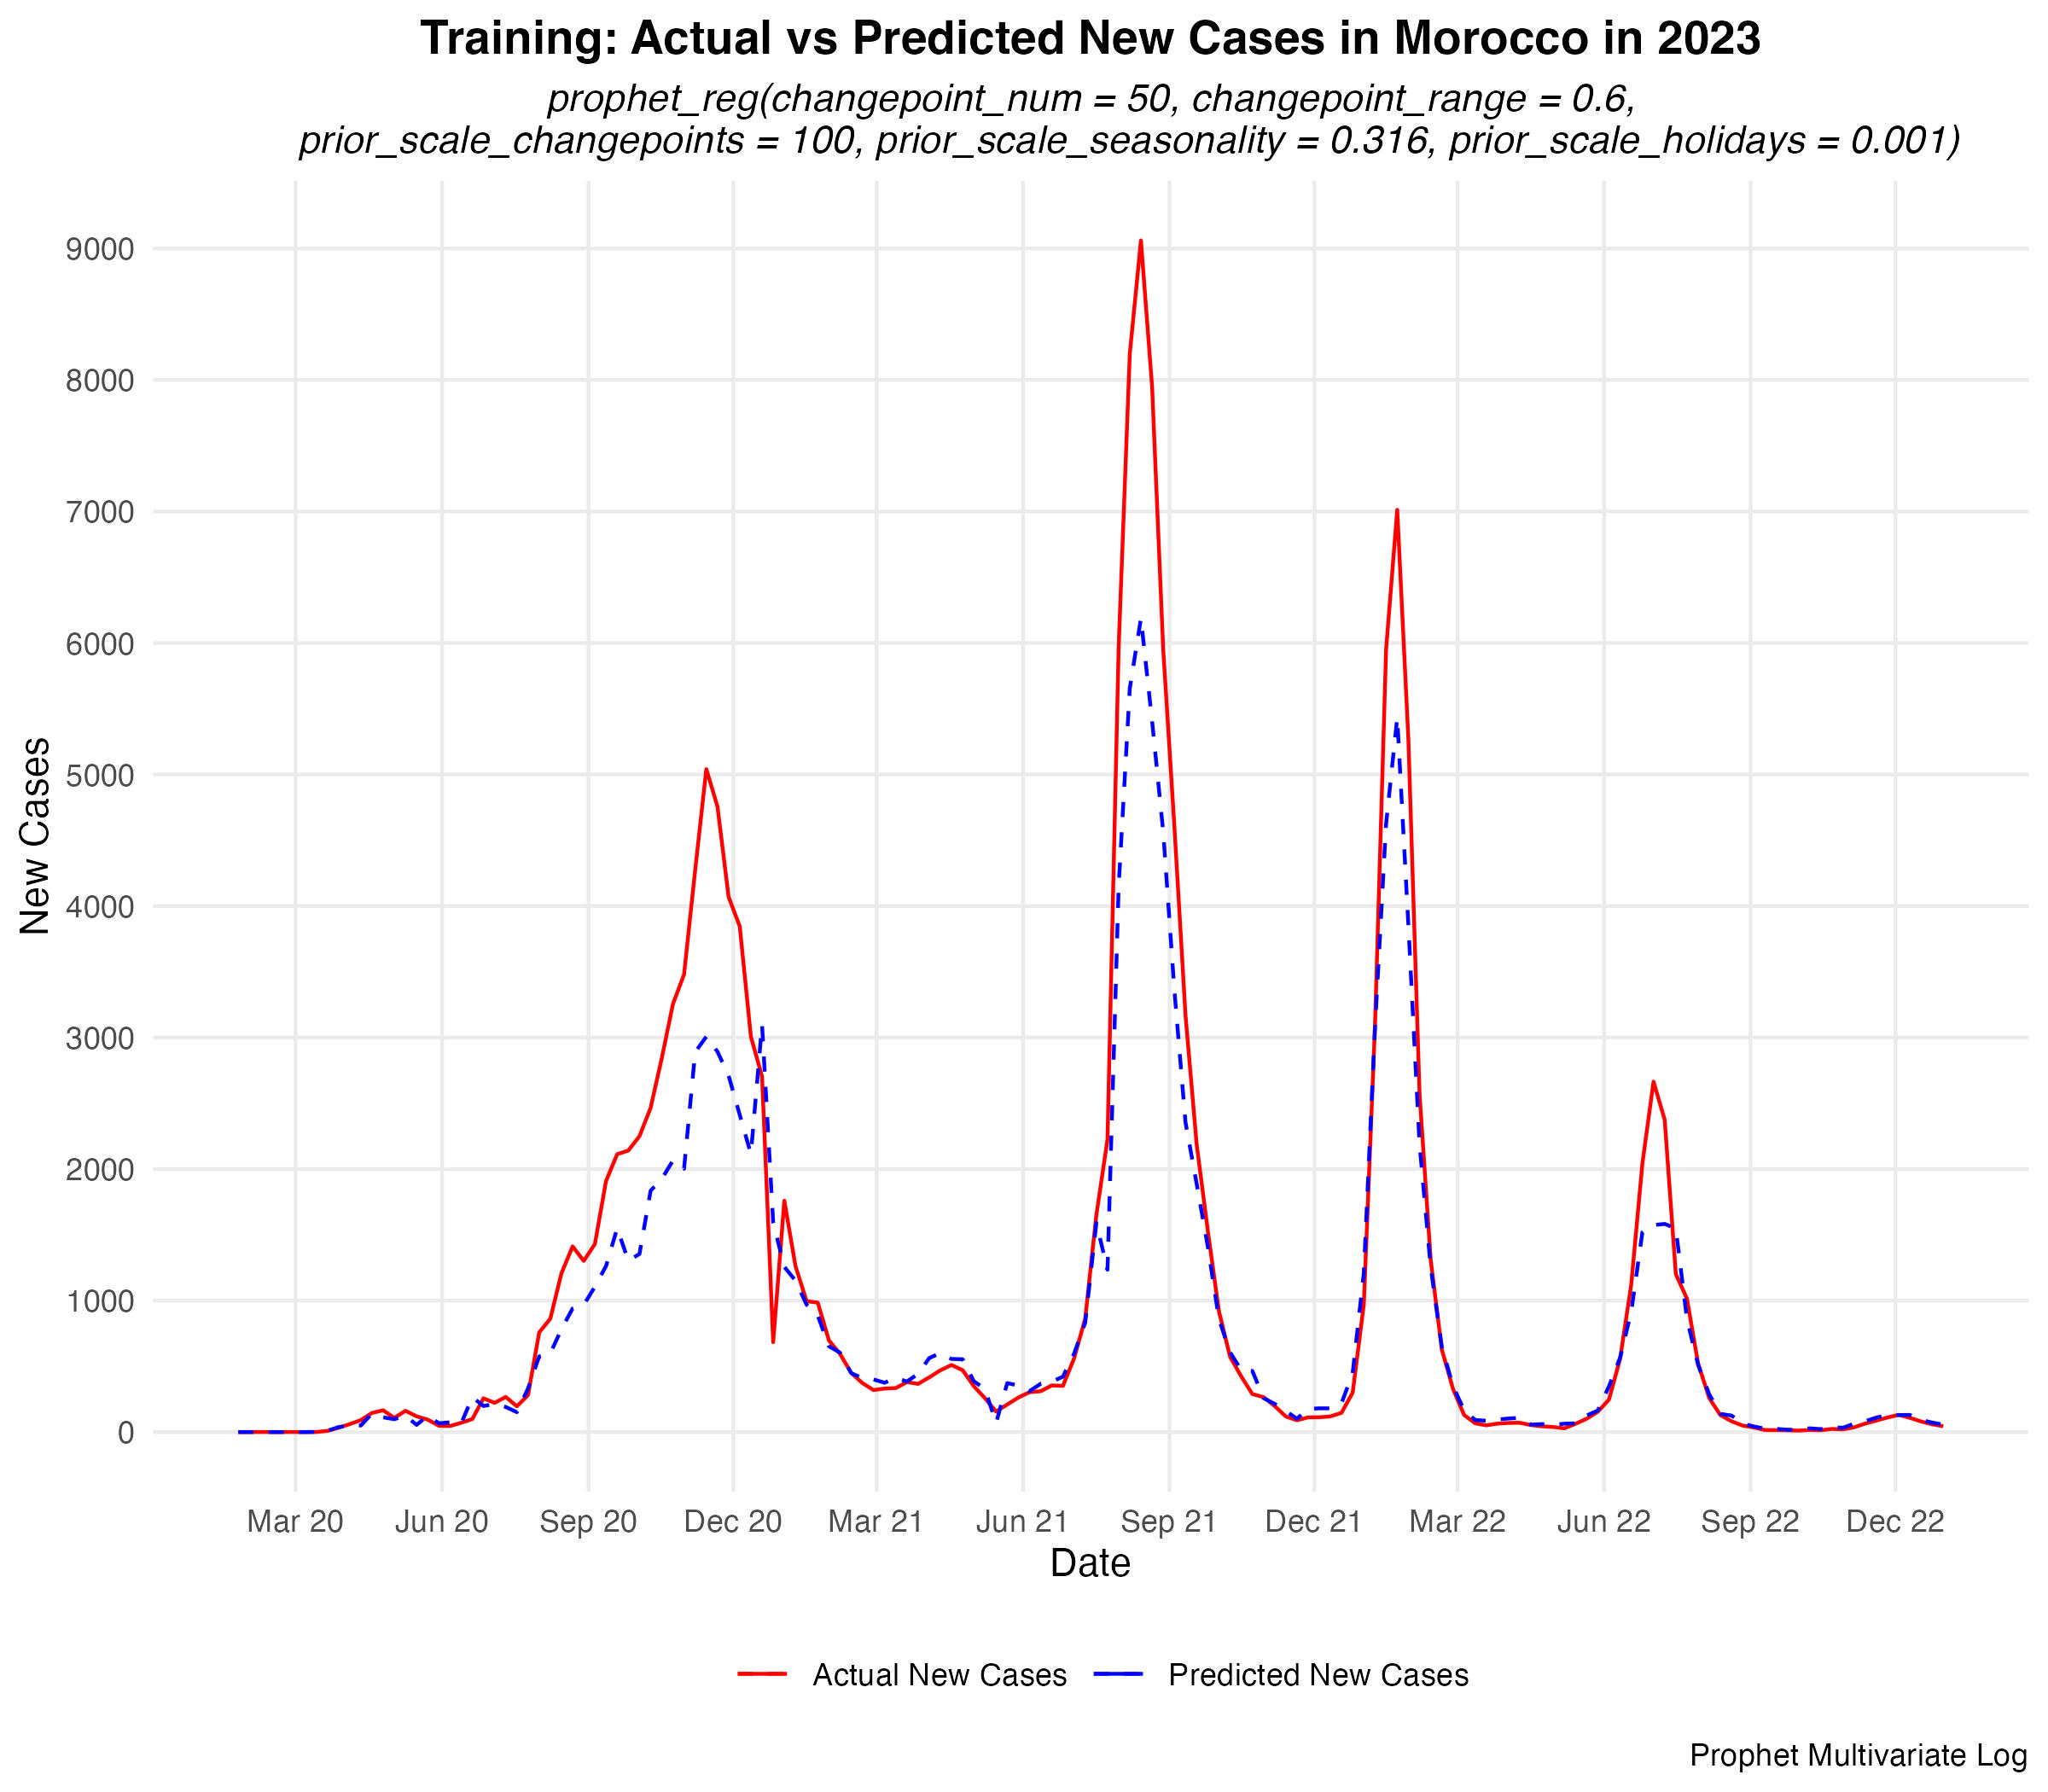 Training: Actual vs Predicted New Cases in Morocco in 2023
prophet_reg(changepoint_num = 50, changepoint_range = 0.6,
prior_scale_changepoints = 100, prior_scale_seasonality = 0.316, prior_scale_holidays = 0.001)
9000
8000
7000
6000
5000
4000
3000
2000
1000
0
New Cases
Mar 20 Jun 20 Sep 20 Dec 20 Mar 21 Jun 21 Sep 21 Dec 21 Mar 22 Jun 22 Sep 22 Dec 22
Date
Actual New Cases Predicted New Cases
Prophet Multivariate Log